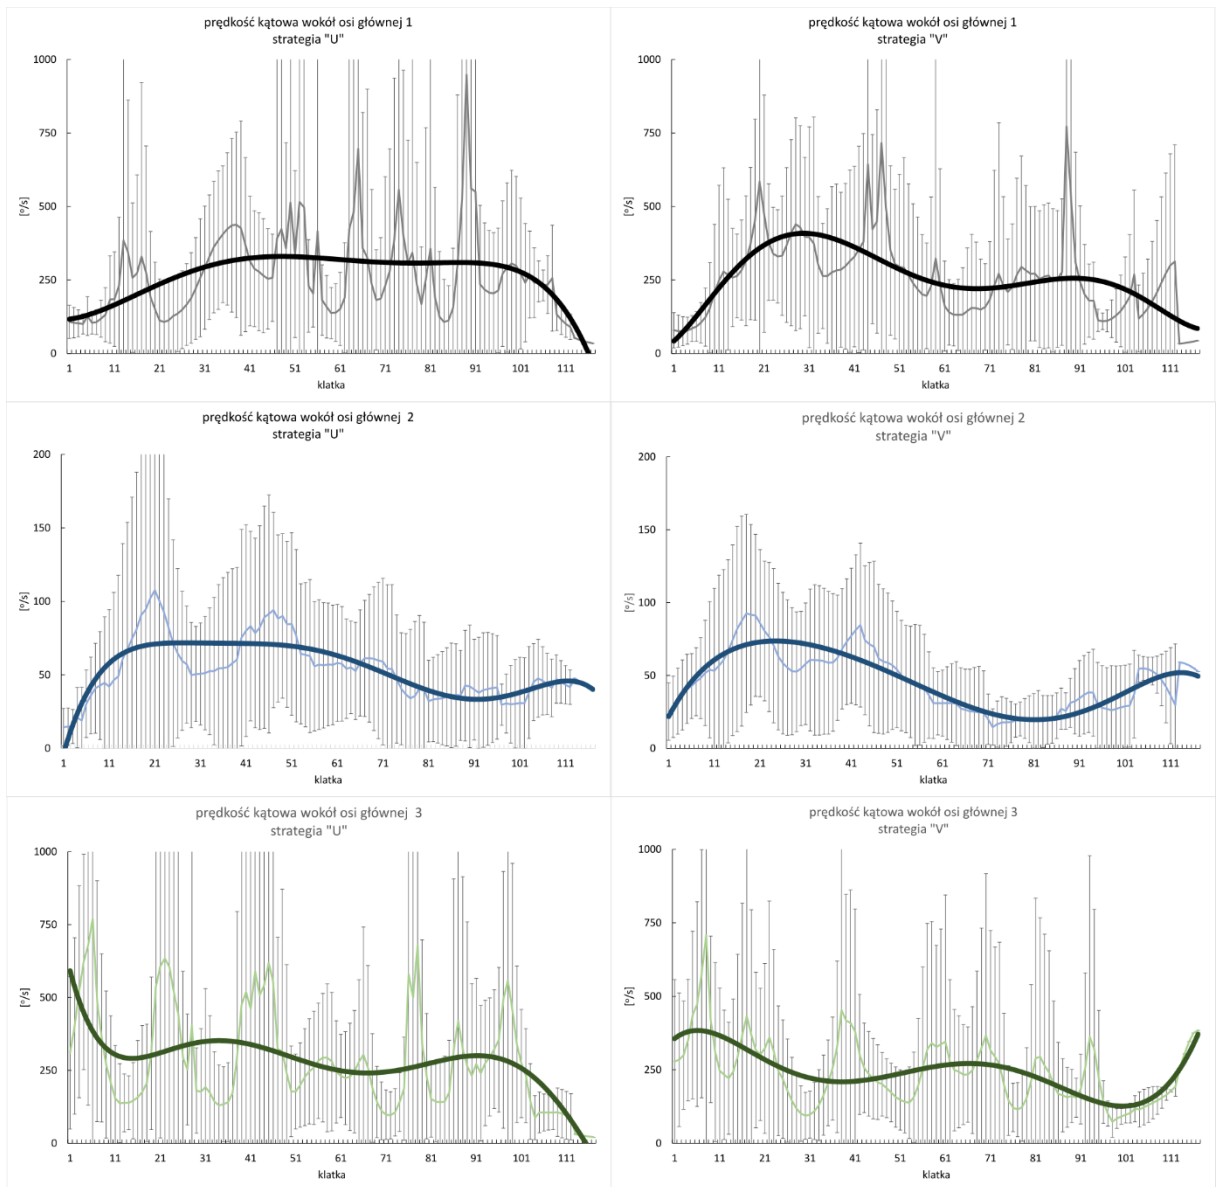 prędkość kątowa wokół osi głównej 1
strategia "U"
[°/s]
1000
750
500
250
0
1 11 21 31 41 51 61 71 81 91 101 111
klatka
prędkość kątowa wokół osi głównej 1
strategia "V"
[°/s]
1000
750
500
250
0
1 11 21 31 41 51 61 71 81 91 101 111
klatka
prędkość kątowa wokół osi głównej 2
strategia "U"
[°/s]
200
150
100
50
0
1 11 21 31 41 51 61 71 81 91 101 111
klatka
prędkość kątowa wokół osi głównej 2
strategia "V"
[°/s]
200
150
100
50
0
1 11 21 31 41 51 61 71 81 91 101 111
klatka
prędkość kątowa wokół osi głównej 3
strategia "U"
[°/s]
1000
750
500
250
0
1 11 21 31 41 51 61 71 81 91 101 111
klatka
prędkość kątowa wokół osi głównej 3
strategia "V"
[°/s]
1000
750
500
250
0
1 11 21 31 41 51 61 71 81 91 101 111
klatka